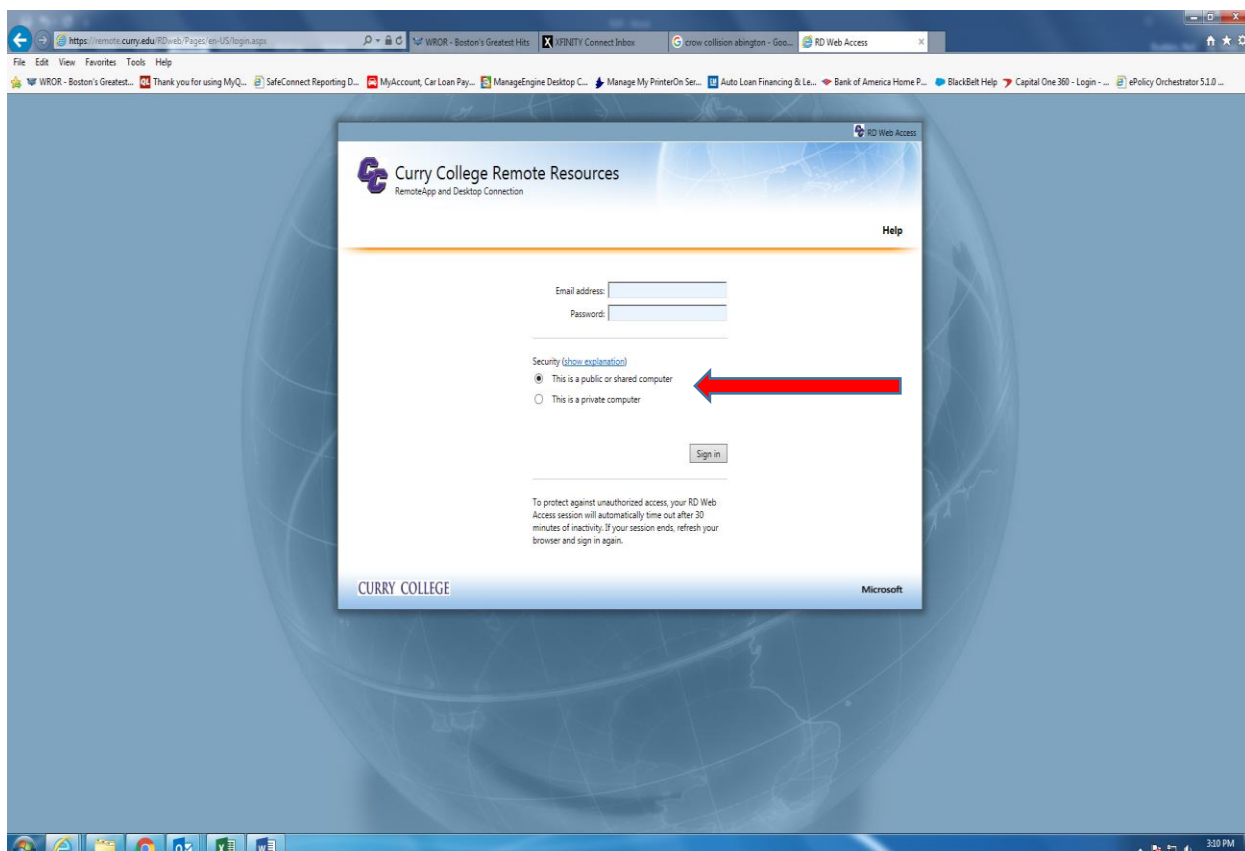 https://remote.curry.edu/RDweb/Pages/en-US/login.aspx
WROR - Boston's Greatest Hits
XFINITY Connect Inbox
crow collision abington - Goo...
RD Web Access
File Edit View Favorites Tools Help
WROR - Boston's Greatest... Thank you for using MyQ... SafeConnect Reporting D... MyAccount, Car Loan Pay... ManageEngine Desktop C... Manage My PrinterOn Ser... Auto Loan Financing & Le... Bank of America Home P... BlackBelt Help Capital One 360 - Login - ... ePolicy Orchestrator 5.1.0 ...
RD Web Access
CC
Curry College Remote Resources
RemoteApp and Desktop Connection
Help
Email address:
Password:
Security (show explanation)
This is a public or shared computer
This is a private computer
Sign in
To protect against unauthorized access, your RD Web
Access session will automatically time out after 30
minutes of inactivity. If your session ends, refresh your
browser and sign in again.
CURRY COLLEGE
Microsoft
3:10 PM